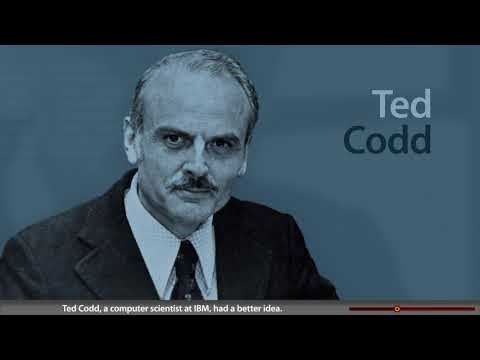 Ted
Codd
Ted Codd, a computer scientist at IBM, had a better idea.